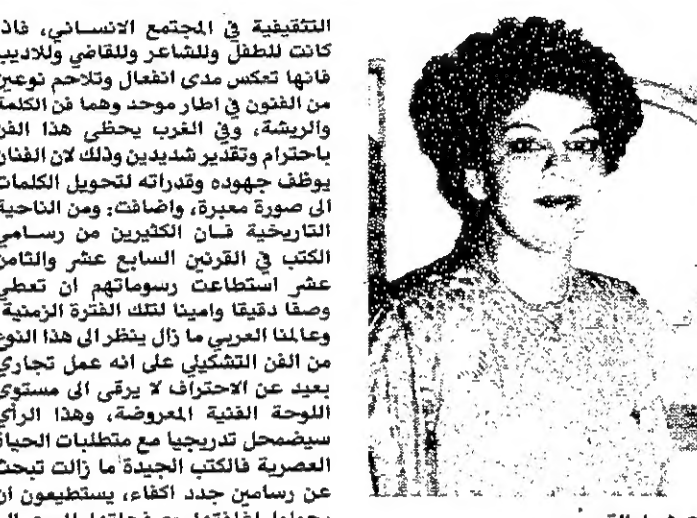 التثقيفية في المجتمع الانساني، فاذ
كانت للطفل وللشاعر وللقاضي وللاديب
فانها تعكس مدى انفعال وتلاحم نوعين
من الفنون في اطار موحد وهما فن الكلمة
والريشة، وفي الغرب يحظى هذا الفن
باحترام وتقدير شديدين وذلك لان الفنان
يوظف جهوده وقدراته لتحويل الكلمات
الى صورة معبرة، واضافت: ومن الناحية
التاريخية فان الكثيرين من رسامي
الكتب في القرنين السابع عشر والثامن
عشر استطاعت رسوماتهم ان تعطي
وصفا دقيقا وامينا لتلك الفترة الزمنية،
وعالمنا العربي ما زال ينظر الى هذا النوع
من الفن التشكيلي على انه عمل تجاري
بعيد عن الاحتراف لا يرقى الى مستوى
اللوحة الفنية المعروضة، وهذا الرأي
سيضمحل تدريجيا مع متطلبات الحياة
العصرية فالكتب الجيدة ما زالت تبحث
عن رسامين جدد اكفاء، يستطيعون ان